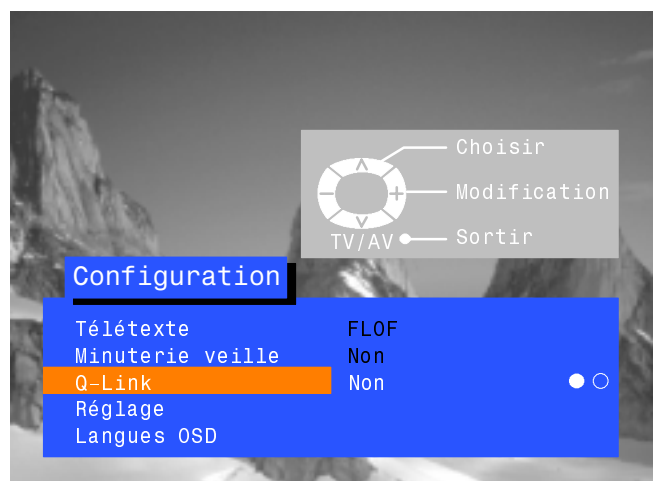 Choisir
Modification
TV/AV Sortir
Configuration
Télétexte FLOF
Minuterie veille Non
Q-Link Non
Réglage
Langues OSD